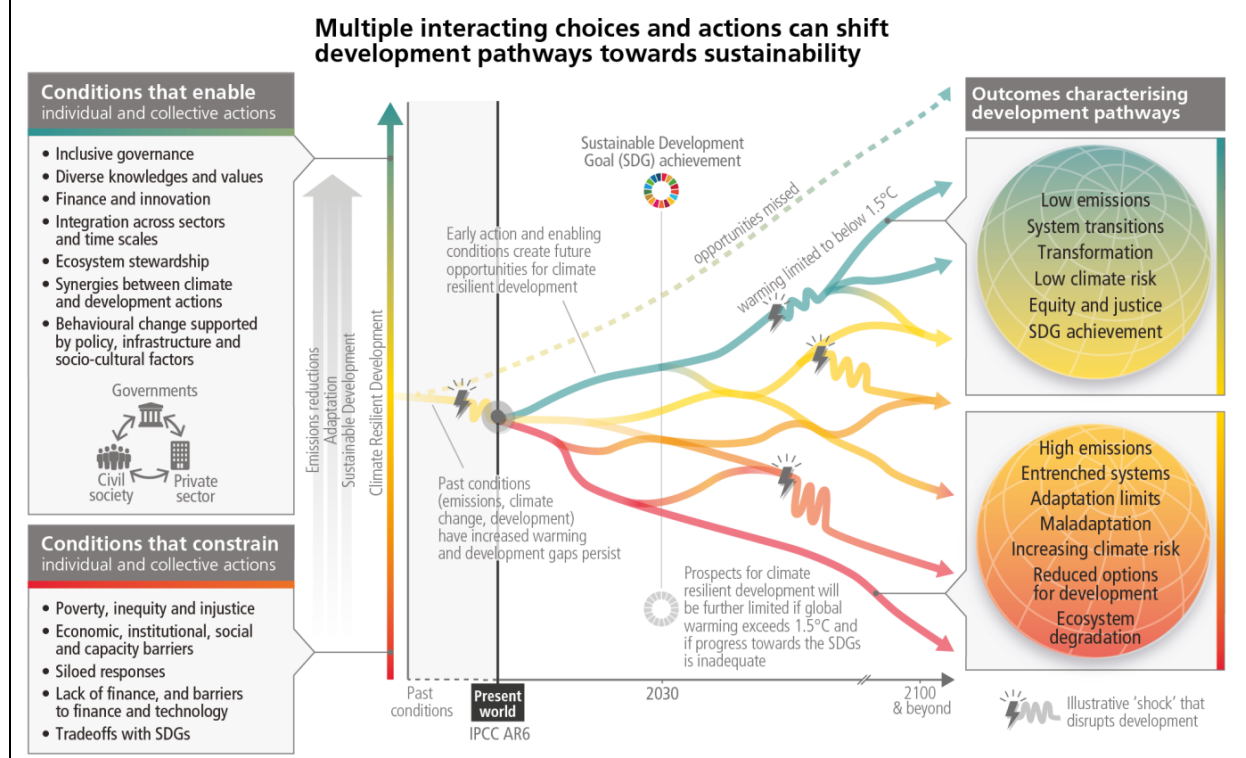 Multiple interacting choices and actions can shift
development pathways towards sustainability
Conditions that enable
individual and collective actions
• Inclusive governance
• Diverse knowledges and values
• Finance and innovation
• Integration across sectors
and time scales
• Ecosystem stewardship
• Synergies between climate
and development actions
• Behavioural change supported
by policy, infrastructure and
socio-cultural factors
Governments
Civil
society
Private
sector
Conditions that constrain
individual and collective actions
• Poverty, inequity and injustice
• Economic, institutional, social
and capacity barriers
• Siloed responses
• Lack of finance, and barriers
to finance and technology
• Tradeoffs with SDGs
Emissions reductions
Adaptation
Sustainable Development
Climate Resilient Development
Sustainable Development
Goal (SDG) achievement
Early action and enabling
conditions create future
opportunities for climate
resilient development
opportunities missed
warming limited to below 1.5°C
Past conditions
(emissions, climate
change, development)
have increased warming
and development gaps persist
Prospects for climate
resilient development will
be further limited if global
warming exceeds 1.5°C and
if progress towards the SDGs
is inadequate
Past
conditions
Present
world
IPCC AR6
2030
2100
& beyond
Outcomes characterising
development pathways
Low emissions
System transitions
Transformation
Low climate risk
Equity and justice
SDG achievement
High emissions
Entrenched systems
Adaptation limits
Maladaptation
Increasing climate risk
Reduced options
for development
Ecosystem
degradation
Illustrative 'shock' that
disrupts development